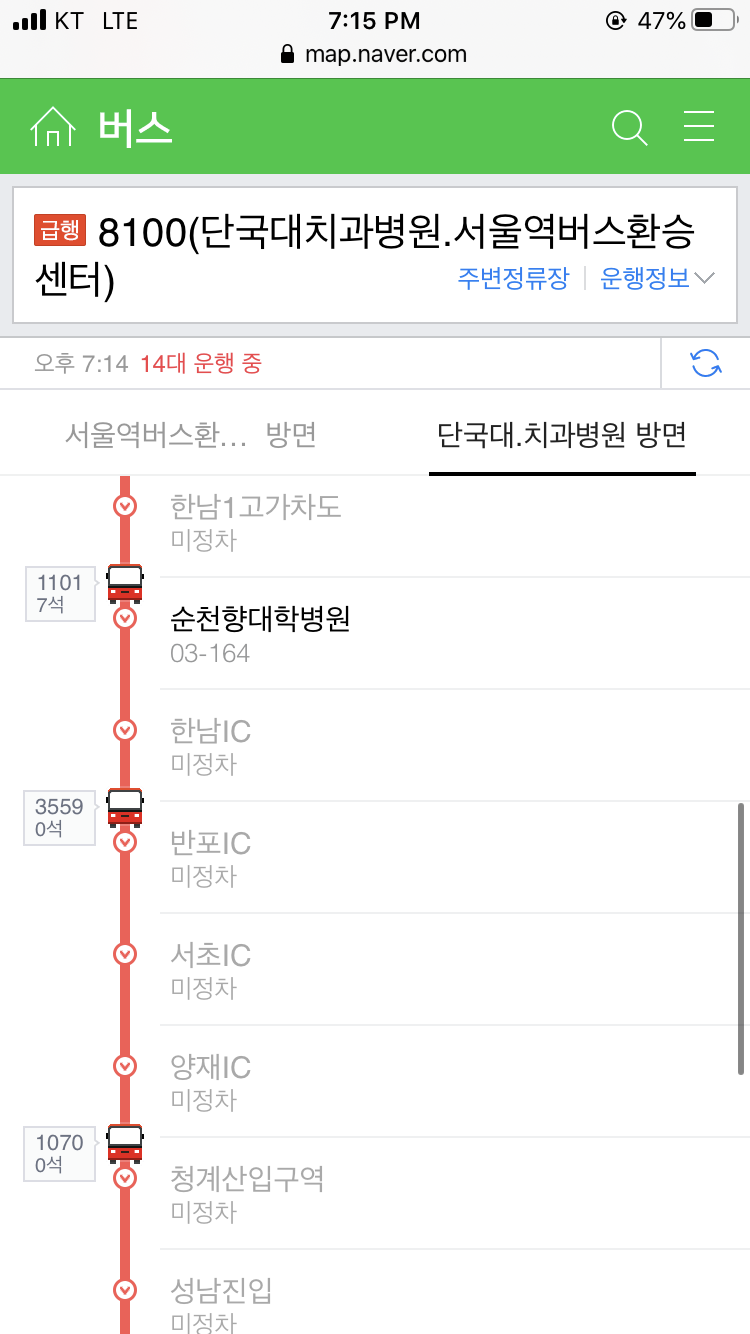 KT LTE 7:15 PM 47%
map.naver.com
버스
급행 8100(단국대치과병원.서울역버스환승
센터) 주변정류장 운행정보
오후 7:14 14대 운행 중
서울역버스환... 방면 단국대.치과병원 방면
한남1고가차도
미정차
1101
7석
순천향대학병원
03-164
한남IC
미정차
3559
0석
반포IC
미정차
서초IC
미정차
양재IC
미정차
1070
0석
청계산입구역
미정차
성남진입
미정차